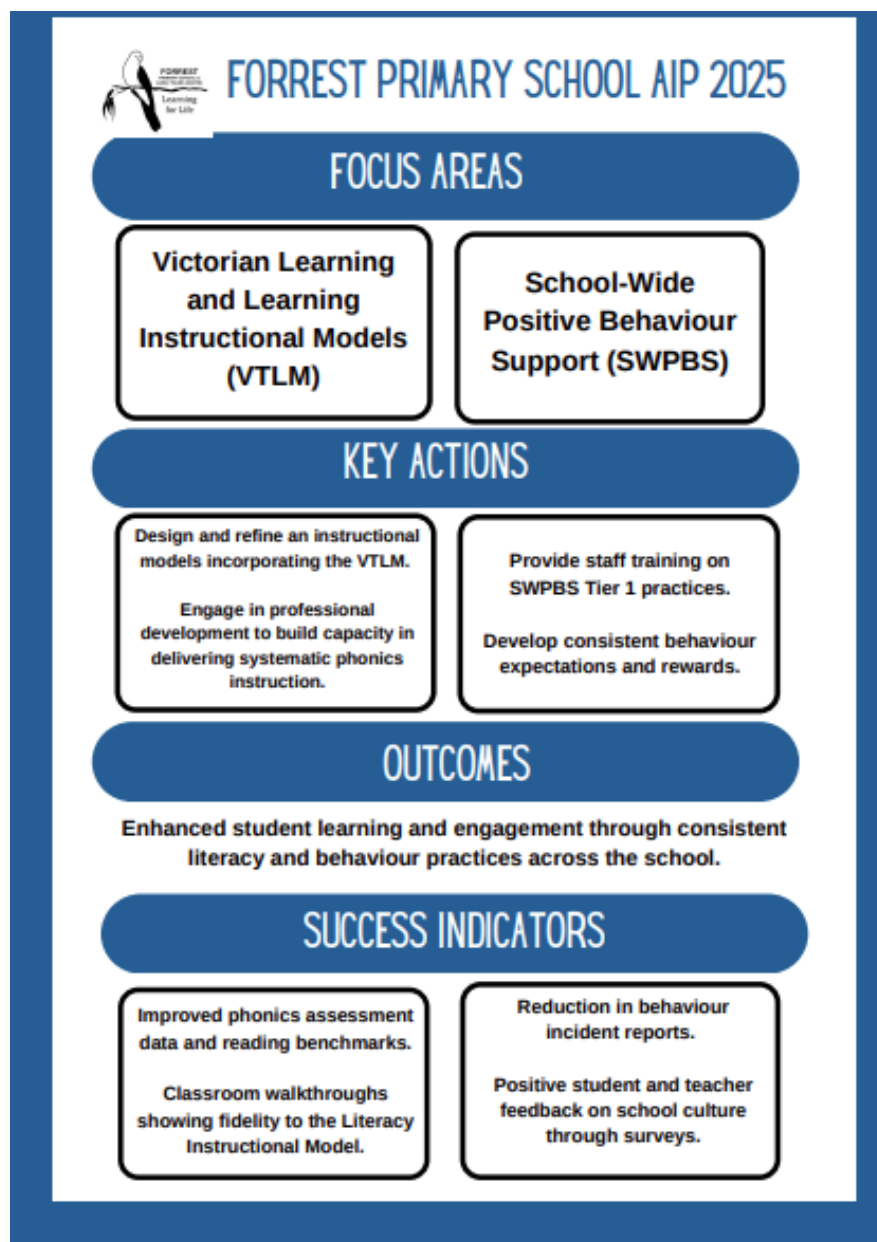 FORREST
Learning
for Life
FORREST PRIMARY SCHOOL AIP 2025
FOCUS AREAS
Victorian Learning
and Learning
Instructional Models
(VTLM)
School-Wide
Positive Behaviour
Support (SWPBS)
KEY ACTIONS
Design and refine an instructional
models incorporating the VTLM.
Engage in professional
development to build capacity in
delivering systematic phonics
instruction.
Provide staff training on
SWPBS Tier 1 practices.
Develop consistent behaviour
expectations and rewards.
OUTCOMES
Enhanced student learning and engagement through consistent
literacy and behaviour practices across the school.
SUCCESS INDICATORS
Improved phonics assessment
data and reading benchmarks.
Classroom walkthroughs
showing fidelity to the Literacy
Instructional Model.
Reduction in behaviour
incident reports.
Positive student and teacher
feedback on school culture
through surveys.